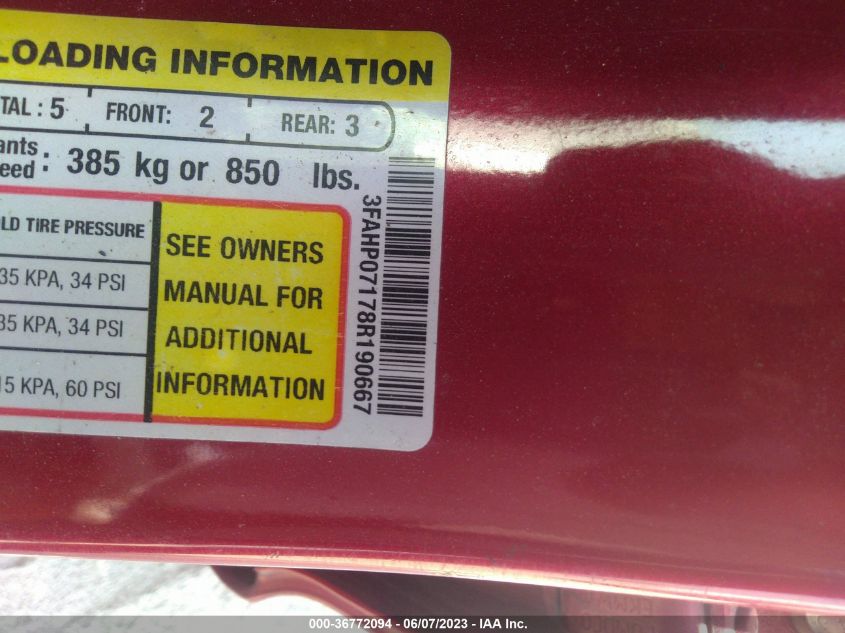 LOADING INFORMATION
TAL : 5 FRONT: 2 REAR: 3
ants
eed : 385 kg or 850 lbs.
LD TIRE PRESSURE
35 KPA, 34 PSI
35 KPA, 34 PSI
15 KPA, 60 PSI
SEE OWNERS
MANUAL FOR
ADDITIONAL
INFORMATION
3FAHP07178R190667
000-36772094 - 06/07/2023 - IAA Inc.